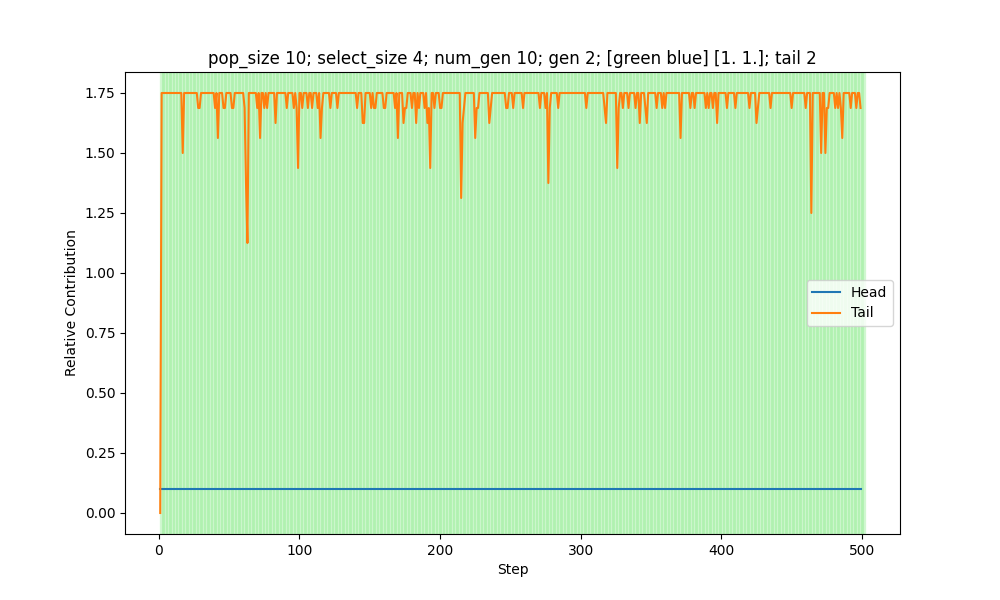 pop_size 10; select_size 4; num_gen 10; gen 2; [green blue] [1. 1.]; tail 2
1.75
1.50
1.25
1.00
0.75
0.50
0.25
0.00
Relative Contribution
Head
Tail
0
100
200
300
400
500
Step